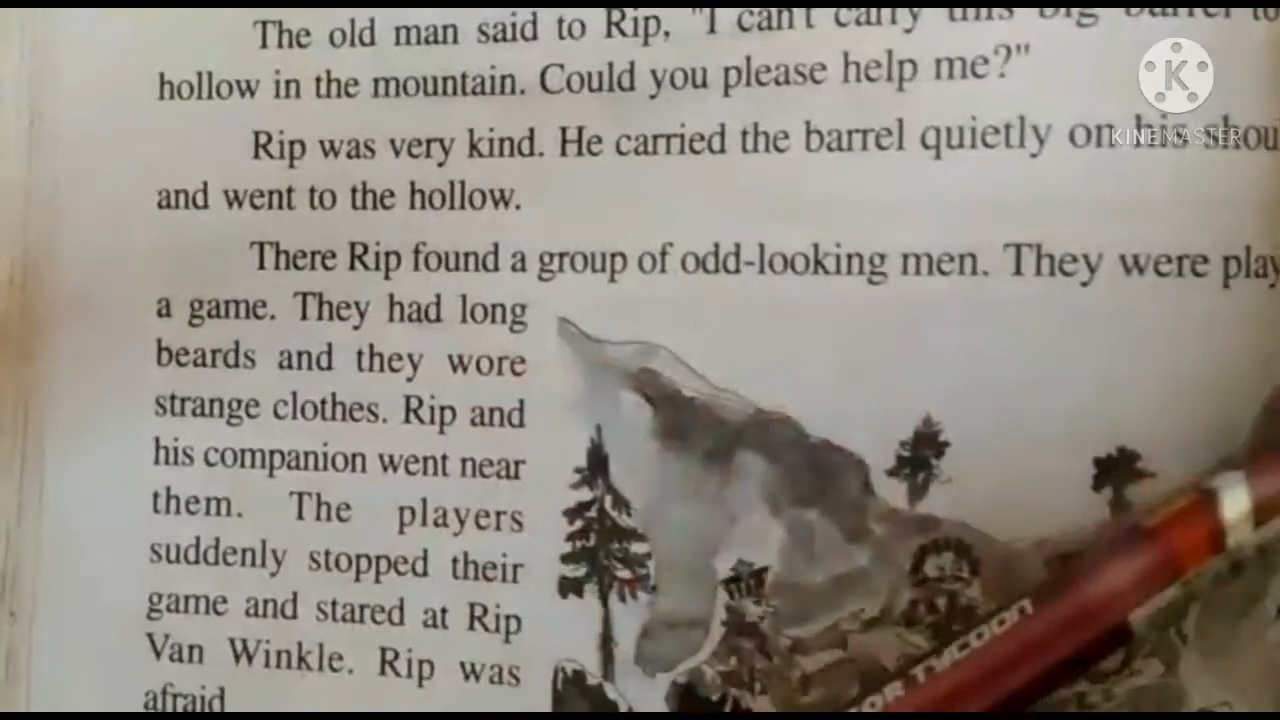 The old man said to Rip, "I can't carry this big barrel to
hollow in the mountain. Could you please help me?"
Rip was very kind. He carried the barrel quietly on his shou
and went to the hollow.
There Rip found a group of odd-looking men. They were play
a game. They had long
beards and they wore
strange clothes. Rip and
his companion went near
them. The players
suddenly stopped their
game and stared at Rip
Van Winkle. Rip was
afraid
K
KINEMASTER
OR TYCOON